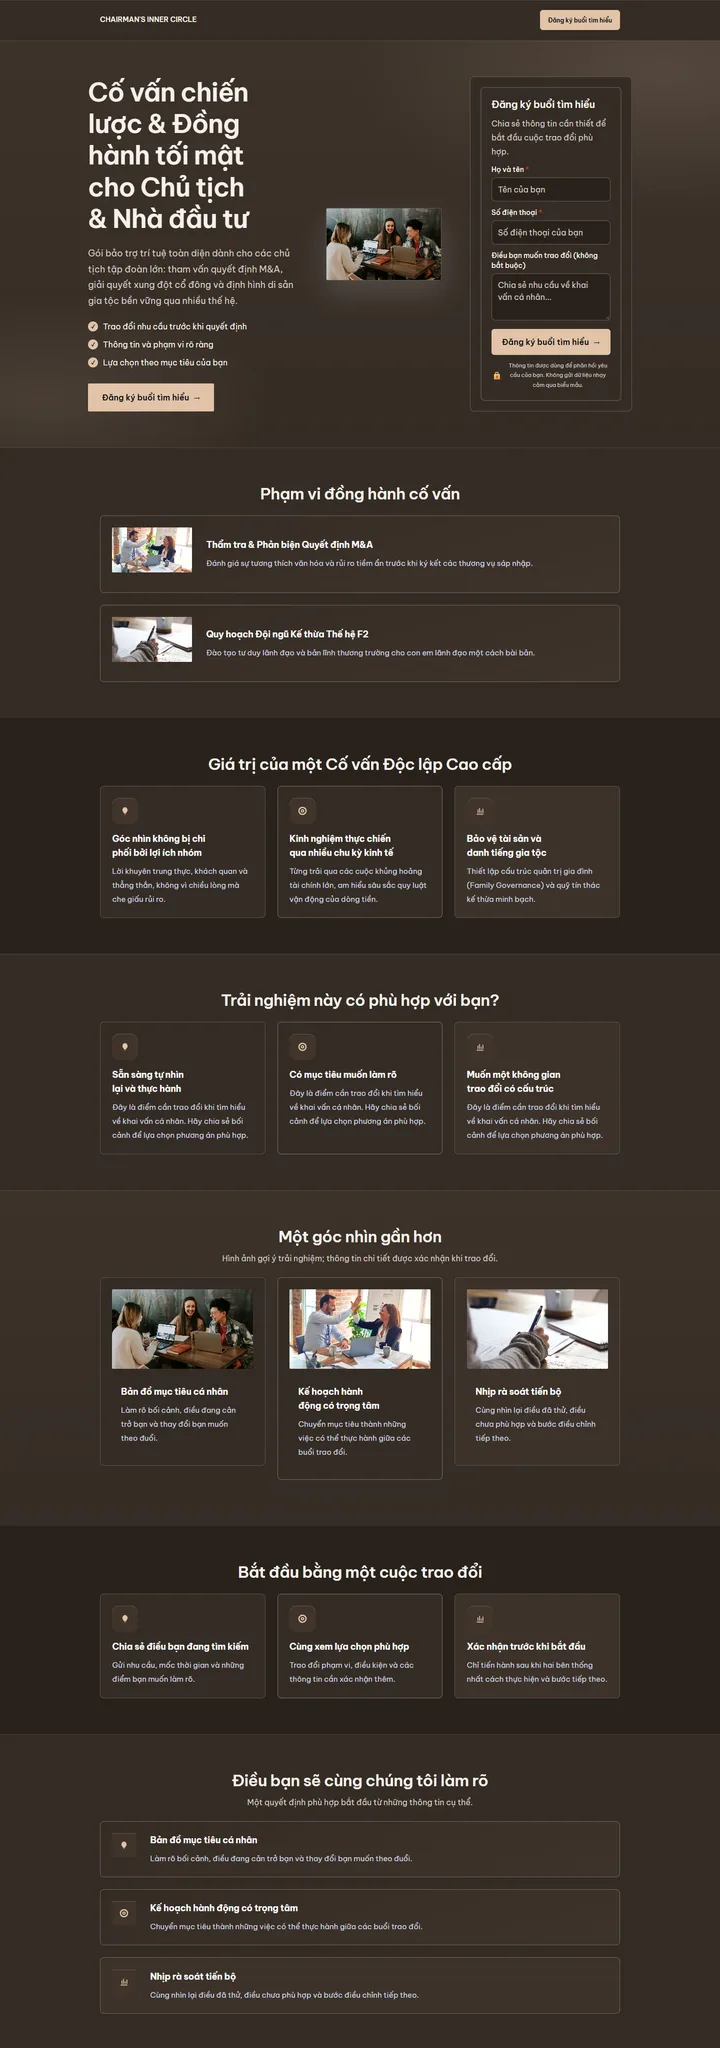 CHAIRMAN'S INNER CIRCLE
Đăng ký buổi tìm hiểu
Cố vấn chiến
lược & Đồng
hành tối mật
cho Chủ tịch
& Nhà đầu tư
Gói bảo trợ trí tuệ toàn diện dành cho các chủ
tịch tập đoàn lớn: tham vấn quyết định M&A,
giải quyết xung đột cổ đông và định hình di sản
gia tộc bền vững qua nhiều thế hệ.
Trao đổi nhu cầu trước khi quyết định
Thông tin và phạm vi rõ ràng
Lựa chọn theo mục tiêu của bạn
Đăng ký buổi tìm hiểu →
Đăng ký buổi tìm hiểu
Chia sẻ thông tin cần thiết để
bắt đầu cuộc trao đổi phù
hợp.
Họ và tên *
Tên của bạn
Số điện thoại *
Số điện thoại của bạn
Điều bạn muốn trao đổi (không
bắt buộc)
Chia sẻ nhu cầu về khai
vấn cá nhân...
Đăng ký buổi tìm hiểu →
Thông tin được dùng để phản hồi yêu
cầu của bạn. Không gửi dữ liệu nhạy
cảm qua biểu mẫu.
Phạm vi đồng hành cố vấn
Thẩm tra & Phản biện Quyết định M&A
Đánh giá sự tương thích văn hóa và rủi ro tiềm ẩn trước khi ký kết các thương vụ sáp nhập.
Quy hoạch Đội ngũ Kế thừa Thế hệ F2
Đào tạo tư duy lãnh đạo và bản lĩnh thương trường cho con em lãnh đạo một cách bài bản.
Giá trị của một Cố vấn Độc lập Cao cấp
Góc nhìn không bị chi
phối bởi lợi ích nhóm
Lời khuyên trung thực, khách quan và
thẳng thắn, không vì chiều lòng mà
che giấu rủi ro.
Kinh nghiệm thực chiến
qua nhiều chu kỳ kinh tế
Từng trải qua các cuộc khủng hoảng
tài chính lớn, am hiểu sâu sắc quy luật
vận động của dòng tiền.
Bảo vệ tài sản và
danh tiếng gia tộc
Thiết lập cấu trúc quản trị gia đình
(Family Governance) và quỹ tín thác
kế thừa minh bạch.
Trải nghiệm này có phù hợp với bạn?
Sẵn sàng tự nhìn
lại và thực hành
Đây là điểm cần trao đổi khi tìm hiểu
về khai vấn cá nhân. Hãy chia sẻ bối
cảnh để lựa chọn phương án phù hợp.
Có mục tiêu muốn làm rõ
Đây là điểm cần trao đổi khi tìm hiểu
về khai vấn cá nhân. Hãy chia sẻ bối
cảnh để lựa chọn phương án phù hợp.
Muốn một không gian
trao đổi có cấu trúc
Đây là điểm cần trao đổi khi tìm hiểu
về khai vấn cá nhân. Hãy chia sẻ bối
cảnh để lựa chọn phương án phù hợp.
Một góc nhìn gần hơn
Hình ảnh gợi ý trải nghiệm; thông tin chi tiết được xác nhận khi trao đổi.
Bản đồ mục tiêu cá nhân
Làm rõ bối cảnh, điều đang cản
trở bạn và thay đổi bạn muốn
theo đuổi.
Kế hoạch hành
động có trọng tâm
Chuyển mục tiêu thành những
việc có thể thực hành giữa các
buổi trao đổi.
Nhịp rà soát tiến bộ
Cùng nhìn lại điều đã thử, điều
chưa phù hợp và bước điều chỉnh
tiếp theo.
Bắt đầu bằng một cuộc trao đổi
Chia sẻ điều bạn đang tìm kiếm
Gửi nhu cầu, mốc thời gian và những
điểm bạn muốn làm rõ.
Cùng xem lựa chọn phù hợp
Trao đổi phạm vi, điều kiện và các
thông tin cần xác nhận thêm.
Xác nhận trước khi bắt đầu
Chỉ tiến hành sau khi hai bên thống
nhất cách thực hiện và bước tiếp theo.
Điều bạn sẽ cùng chúng tôi làm rõ
Một quyết định phù hợp bắt đầu từ những thông tin cụ thể.
Bản đồ mục tiêu cá nhân
Làm rõ bối cảnh, điều đang cản trở bạn và thay đổi bạn muốn theo đuổi.
Kế hoạch hành động có trọng tâm
Chuyển mục tiêu thành những việc có thể thực hành giữa các buổi trao đổi.
Nhịp rà soát tiến bộ
Cùng nhìn lại điều đã thử, điều chưa phù hợp và bước điều chỉnh tiếp theo.